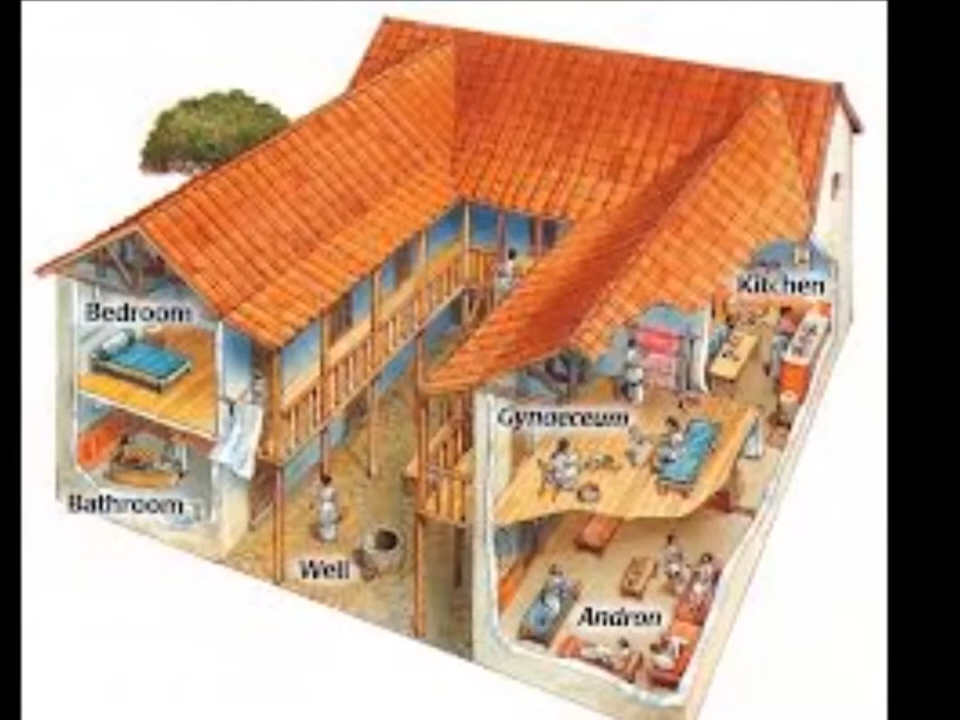 Kitchen
Bedroom
Gynaeceum
Bathroom
Well
Andron